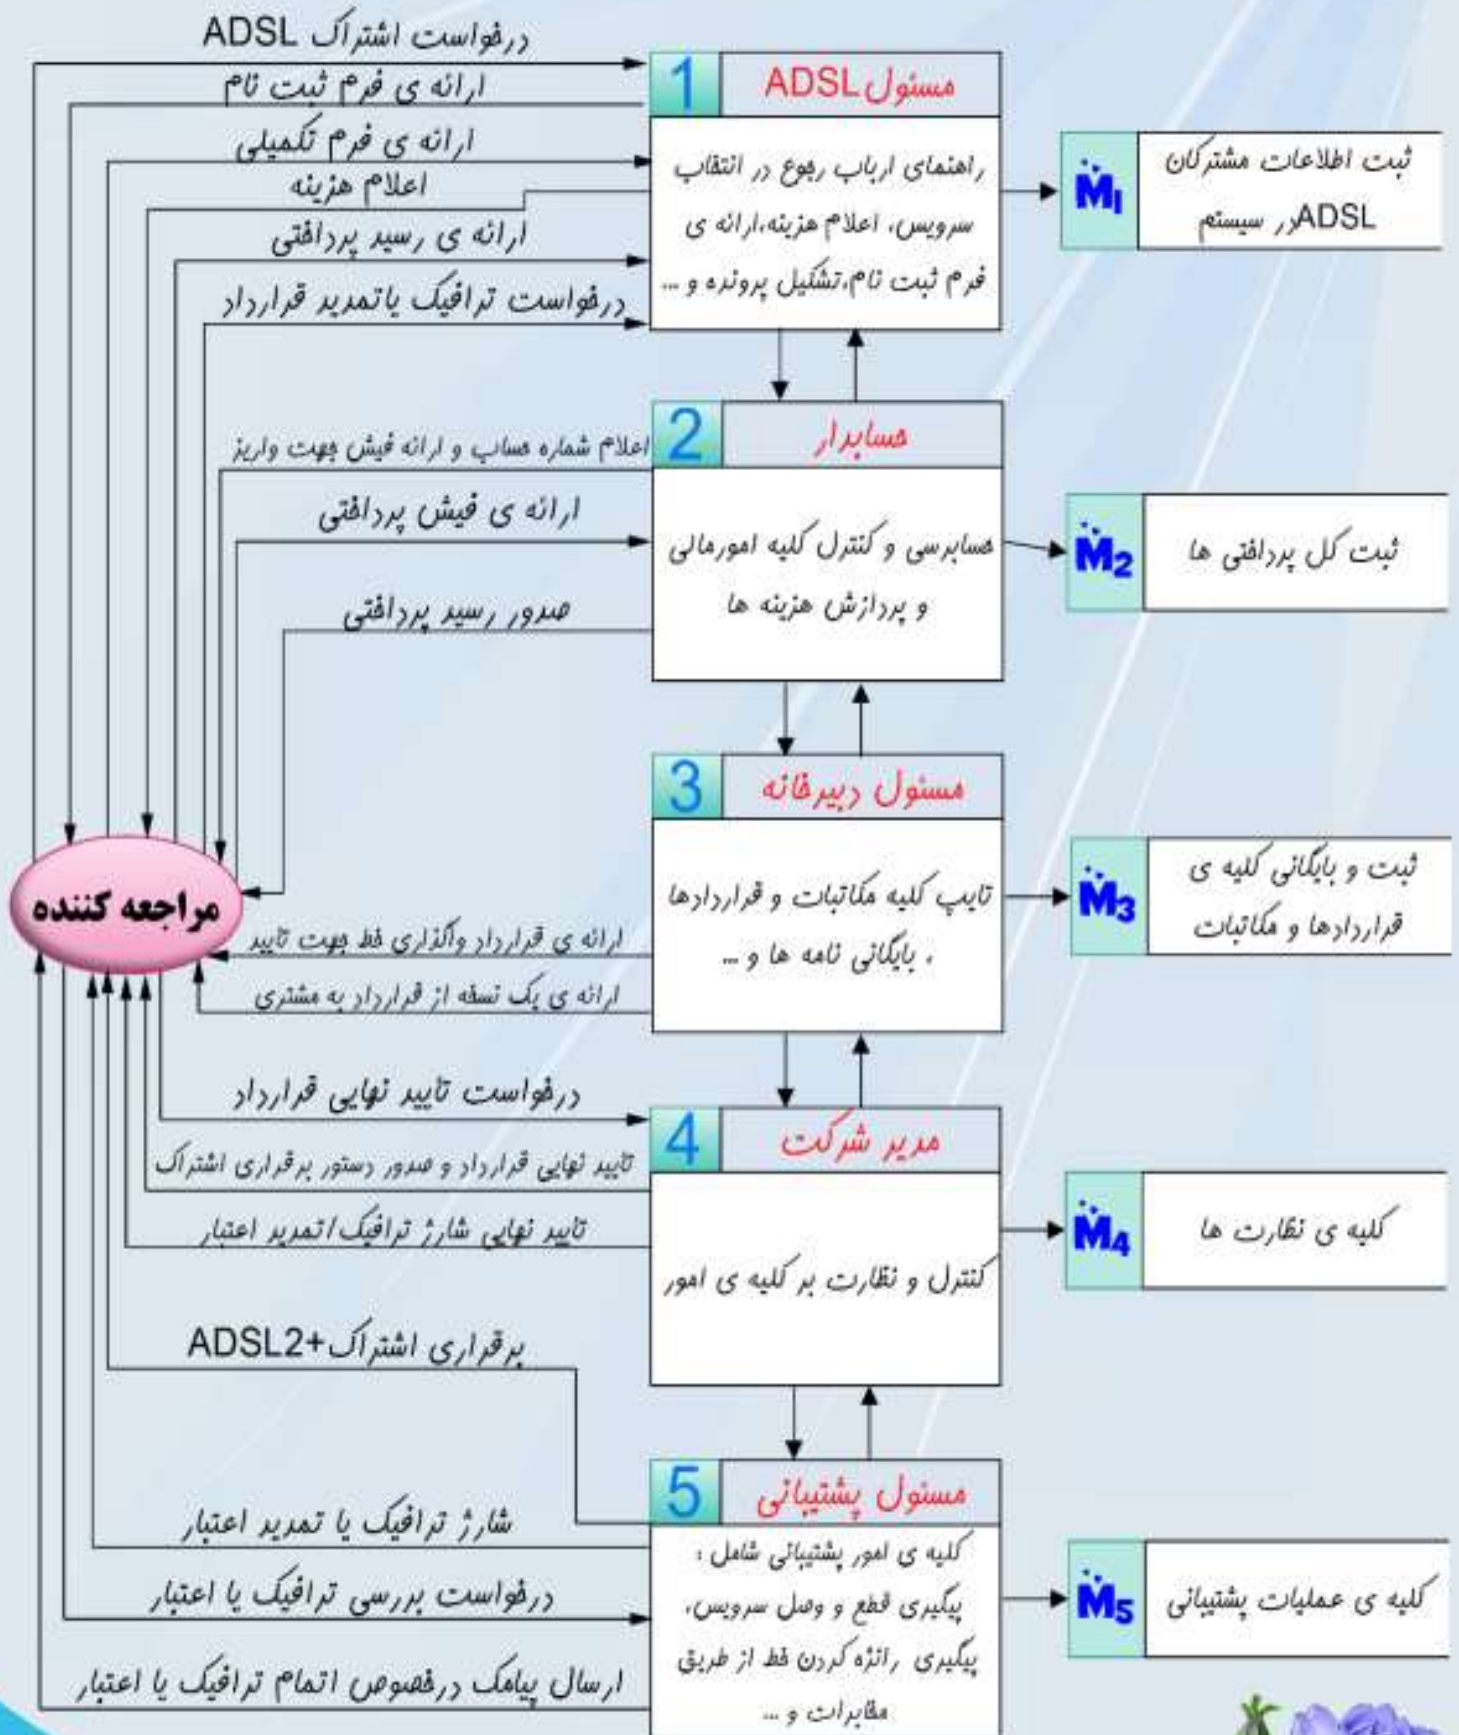 درخواست اشتراک ADSL
ارائه ی فرم ثبت نام
ارائه ی فرم تکمیلی
اعلام هزینه
ارائه ی رسید پرداختی
درخواست ترافیک یا تمدید قرارداد
1
مسئول ADSL
راهنمای ارباب رجوع در انتخاب
سرویس، اعلام هزینه،ارائه ی
فرم ثبت نام،تشکیل پرونده و ...
M1
ثبت اطلاعات مشترکان
ADSLدر سیستم
اعلام شماره حساب و ارائه فیش جهت واریز
ارائه ی فیش پرداختی
صدور رسید پرداختی
2
حسابدار
حسابرسی و کنترل کلیه امورمالی
و پردازش هزینه ها
M2
ثبت کل پرداختی ها
مراجعه کننده
ارائه ی قرارداد واگذاری خط جهت تایید
ارائه ی یک نسخه از قرارداد به مشتری
3
مسئول دبیرخانه
تایپ کلیه مکاتبات و قراردادها
، بایگانی نامه ها و ...
M3
ثبت و بایگانی کلیه ی
قراردادها و مکاتبات
درخواست تایید نهایی قرارداد
تایید نهایی قرارداد و صدور دستور برقراری اشتراک
تایید نهایی شارژ ترافیک/تمدید اعتبار
4
مدیر شرکت
کنترل و نظارت بر کلیه ی امور
M4
کلیه ی نظارت ها
برقراری اشتراک ADSL2+
شارژ ترافیک یا تمدید اعتبار
درخواست بررسی ترافیک یا اعتبار
ارسال پیامک درخصوص اتمام ترافیک یا اعتبار
5
مسئول پشتیبانی
کلیه ی امور پشتیبانی شامل :
پیگیری قطع و وصل سرویس،
پیگیری رانژه کردن خط از طریق
مخابرات و ...
M5
کلیه ی عملیات پشتیبانی